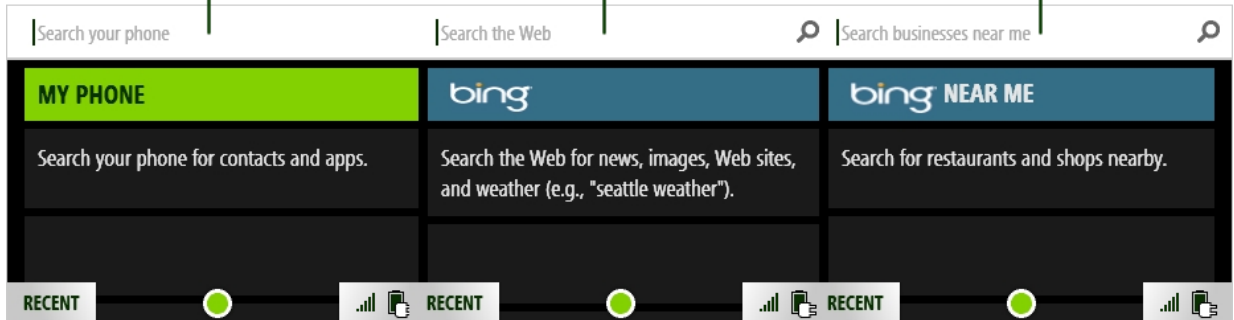 Search your phone
Search the Web
Search businesses near me
MY PHONE
bing
bing NEAR ME
Search your phone for contacts and apps.
Search the Web for news, images, Web sites,
and weather (e.g., "seattle weather").
Search for restaurants and shops nearby.
RECENT
RECENT
RECENT